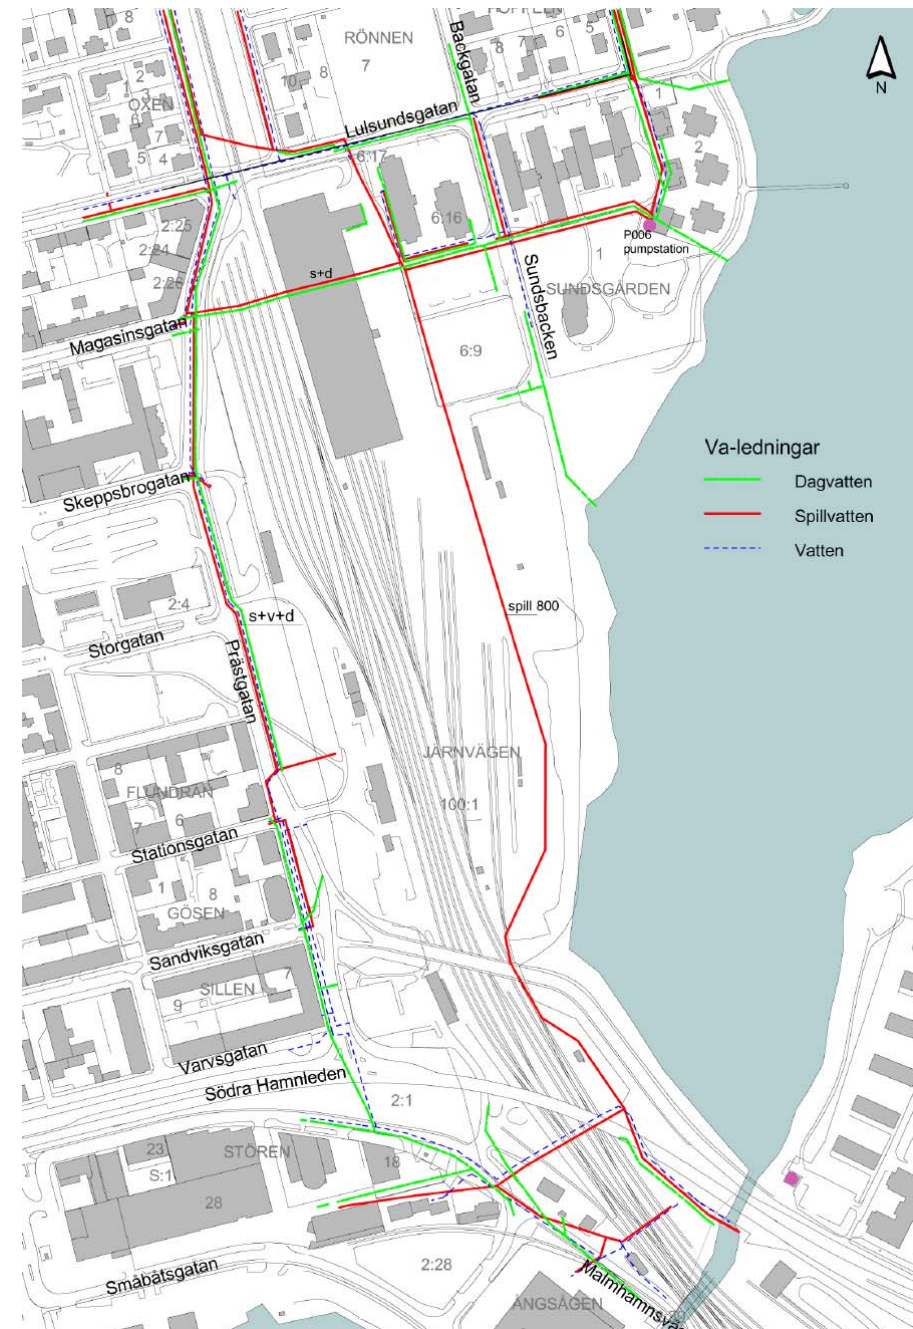 8
RÖNNEN
7
8
10
Backgatan
POPPELN
8
7
6
5
N
2
1
3
OXEN
6
7
5
4
Lulsundsgatan
6:17
1
2
2:25
2:24
2:26
6:16
P006
pumpstation
s+d
Sundsbacken
1
SUNDSGÅRDEN
Magasinsgatan
6:9
Va-ledningar
Dagvatten
Spillvatten
Vatten
Skeppsbrogatan
2:4
s+v+d
spill 800
Storgatan
Prästgatan
JÄRNVÄGEN
100:1
8
FLUNDRAN
7
6
Stationsgatan
1
8
GÖSEN
Sandviksgatan
SILLEN
7
9
Varvsgatan
Södra Hamnleden
2:1
23
S:1
STÖREN
18
28
2:28
Småbåtsgatan
ÄNGSÅGEN